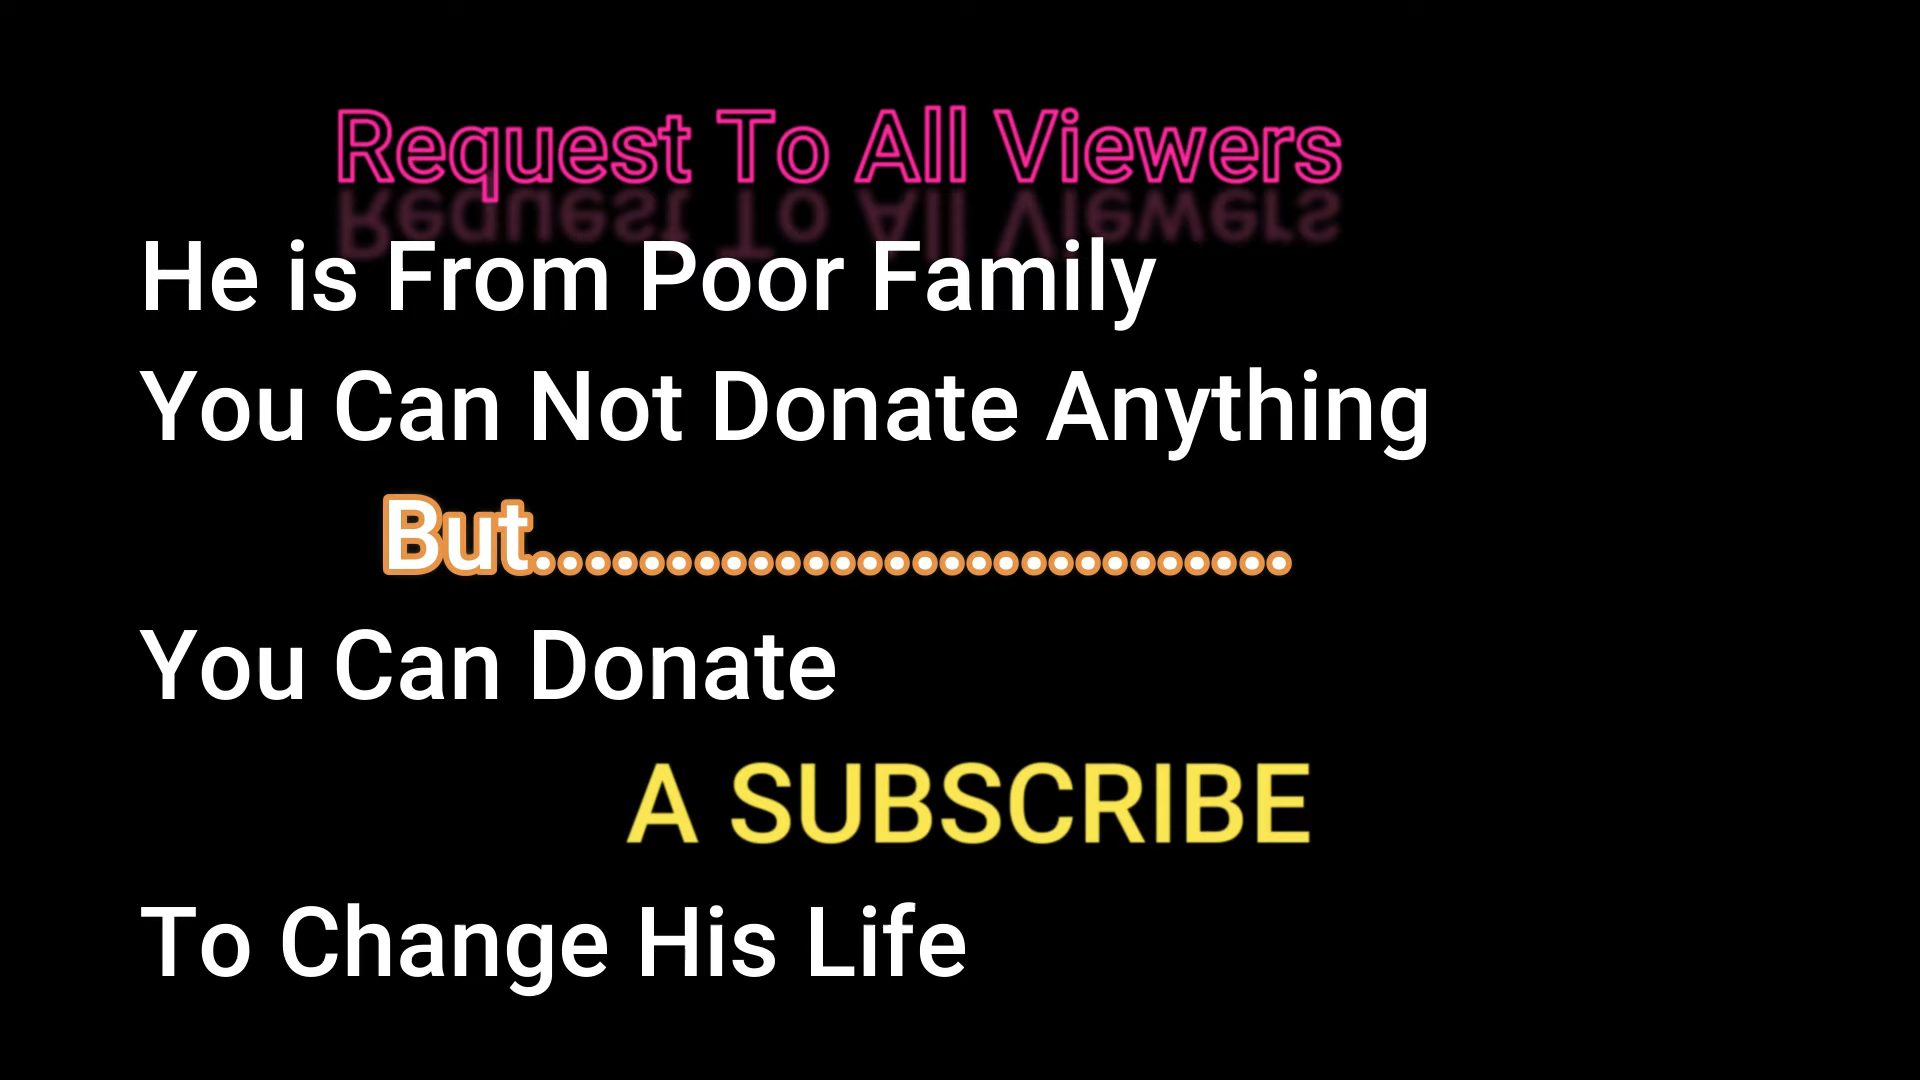 Request To All Viewers
He is From Poor Family
You Can Not Donate Anything
But............................
You Can Donate
A SUBSCRIBE
To Change His Life